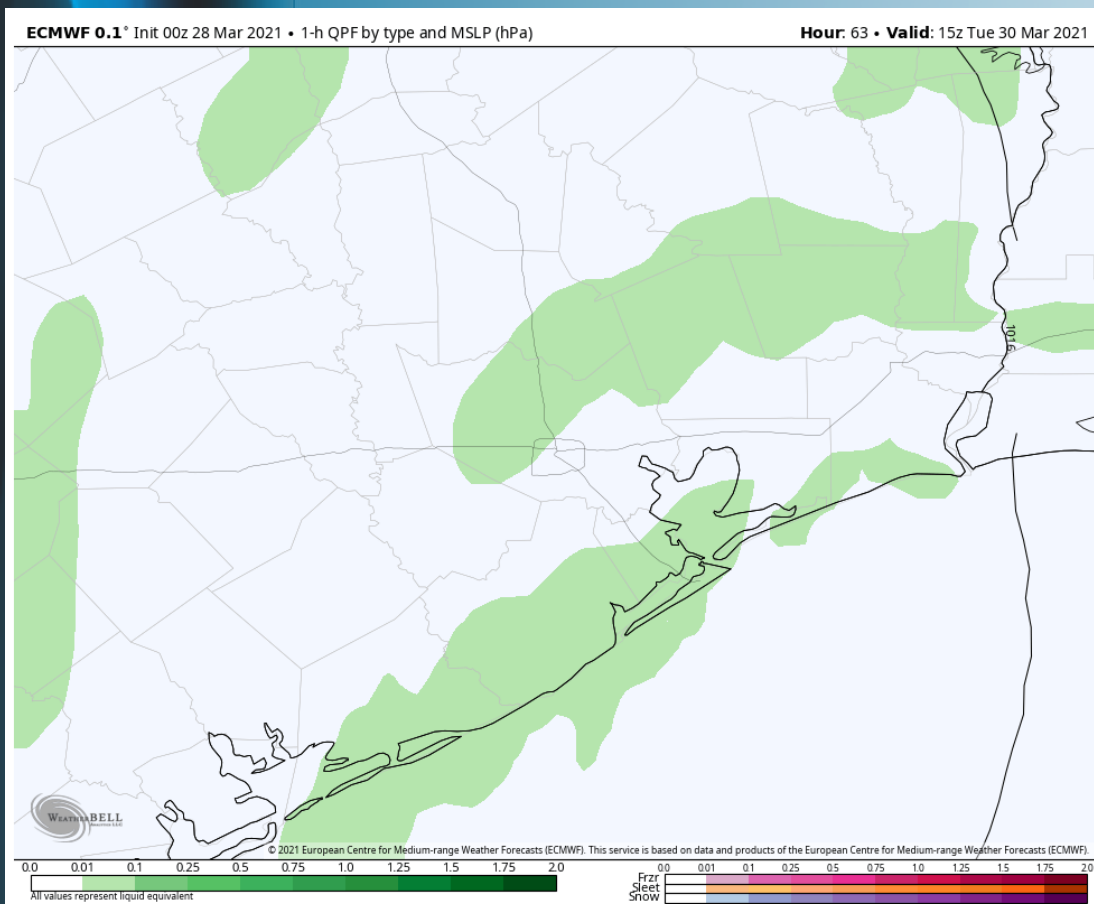 ECMWF 0.1° Init 00z 28 Mar 2021 • 1-h QPF by type and MSLP (hPa)
Hour: 63 • Valid: 15z Tue 30 Mar 2021
1016
WEATHERBELL
© 2021 European Centre for Medium-range Weather Forecasts (ECMWF). This service is based on data and products of the European Centre for Medium-range Weather Forecasts (ECMWF).
0.0 0.01 0.1 0.25 0.5 0.75 1.0 1.25 1.5 1.75 2.0
All values represent liquid equivalent
0.0 0.01 0.1 0.25 0.5 0.75 1.0 1.25 1.5 1.75 2.0
Frzr
Sleet
Snow